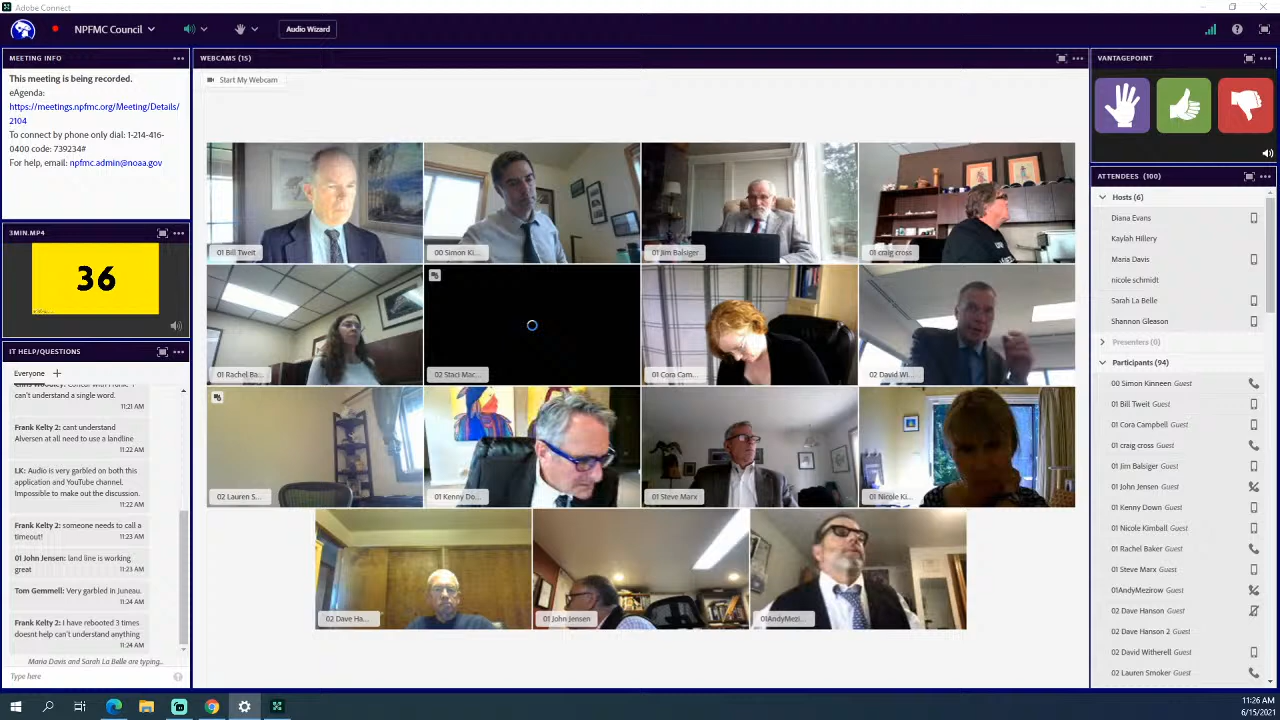 Adobe Connect
NPFMC Council
Audio Wizard
MEETING INFO
This meeting is being recorded.
eAgenda:
https://meetings.npfmc.org/Meeting/Details/
2104
To connect by phone only dial: 1-214-416-
0400 code: 739234#
For help, email: npfmc.admin@noaa.gov
3MIN.MP4
36
IT HELP/QUESTIONS
Everyone
can't understand a single word.
11:21 AM
Frank Kelty 2: cant understand
Alversen at all need to use a landline
11:22 AM
LK: Audio is very garbled on both this
application and YouTube channel.
Impossible to make out the discussion.
11:22 AM
Frank Kelty 2: someone needs to call a
timeout!
11:23 AM
01 John Jensen: land line is working
great
11:23 AM
Tom Gemmell: Very garbled in Juneau.
11:24 AM
Frank Kelty 2: I have rebooted 3 times
doesnt help can't understand anything
11:24 AM
Maria Davis and Sarah La Belle are typing...
Type here
WEBCAMS (15)
Start My Webcam
01 Bill Tweit
00 Simon Ki...
01 Jim Balsiger
01 craig cross
01 Rachel Ba...
02 Staci Mac...
01 Cora Cam...
02 David Wi...
02 Lauren S...
01 Kenny Do...
01 Steve Marx
01 Nicole Ki...
02 Dave Ha...
01 John Jensen
01AndyMezi...
VANTAGEPOINT
ATTENDEES (100)
Hosts (6)
Diana Evans
Kaylah Hillery
Maria Davis
nicole schmidt
Sarah La Belle
Shannon Gleason
Presenters (0)
Participants (94)
00 Simon Kinneen Guest
01 Bill Tweit Guest
01 Cora Campbell Guest
01 craig cross Guest
01 Jim Balsiger Guest
01 John Jensen Guest
01 Kenny Down Guest
01 Nicole Kimball Guest
01 Rachel Baker Guest
01 Steve Marx Guest
01AndyMezirow Guest
02 Dave Hanson Guest
02 Dave Hanson 2
02 David Witherell Guest
02 Lauren Smoker Guest
11:26 AM
6/15/2021